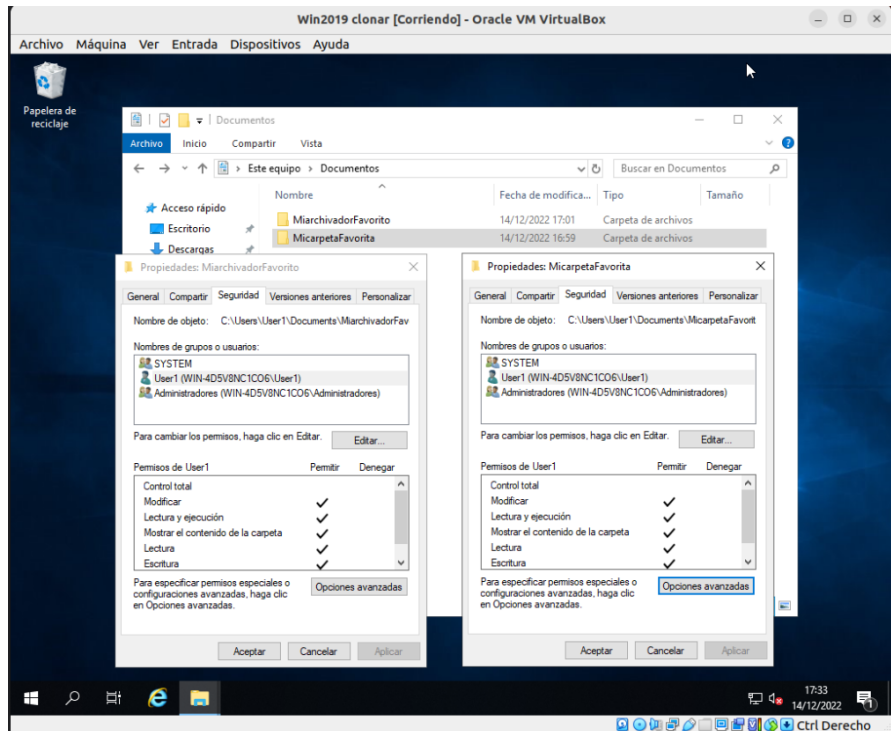 Win2019 clonar [Corriendo] - Oracle VM VirtualBox
Archivo Máquina Ver Entrada Dispositivos Ayuda
Papelera de
reciclaje
Documentos
Archivo Inicio Compartir Vista
Este equipo > Documentos
Buscar en Documentos
Nombre Fecha de modifica... Tipo Tamaño
Acceso rápido
Escritorio
Descargas
MiarchivadorFavorito 14/12/2022 17:01 Carpeta de archivos
MicarpetaFavorita 14/12/2022 16:59 Carpeta de archivos
Propiedades: MiarchivadorFavorito
General Compartir Seguridad Versiones anteriores Personalizar
Nombre de objeto: C:\Users\User1\Documents\MiarchivadorFav
Nombres de grupos o usuarios:
SYSTEM
User1 (WIN-4D5V8NC1CO6\User1)
Administradores (WIN-4D5V8NC1CO6\Administradores)
Para cambiar los permisos, haga clic en Editar. Editar...
Permisos de User1 Permitir Denegar
Control total
Modificar
Lectura y ejecución
Mostrar el contenido de la carpeta
Lectura
Escritura
Para especificar permisos especiales o
configuraciones avanzadas, haga clic
en Opciones avanzadas.
Opciones avanzadas
Aceptar Cancelar Aplicar
Propiedades: MicarpetaFavorita
General Compartir Seguridad Versiones anteriores Personalizar
Nombre de objeto: C:\Users\User1\Documents\MicarpetaFavorit
Nombres de grupos o usuarios:
SYSTEM
User1 (WIN-4D5V8NC1CO6\User1)
Administradores (WIN-4D5V8NC1CO6\Administradores)
Para cambiar los permisos, haga clic en Editar. Editar...
Permisos de User1 Permitir Denegar
Control total
Modificar
Lectura y ejecución
Mostrar el contenido de la carpeta
Lectura
Escritura
Para especificar permisos especiales o
configuraciones avanzadas, haga clic
en Opciones avanzadas.
Opciones avanzadas
Aceptar Cancelar Aplicar
17:33
14/12/2022
1
Ctrl Derecho